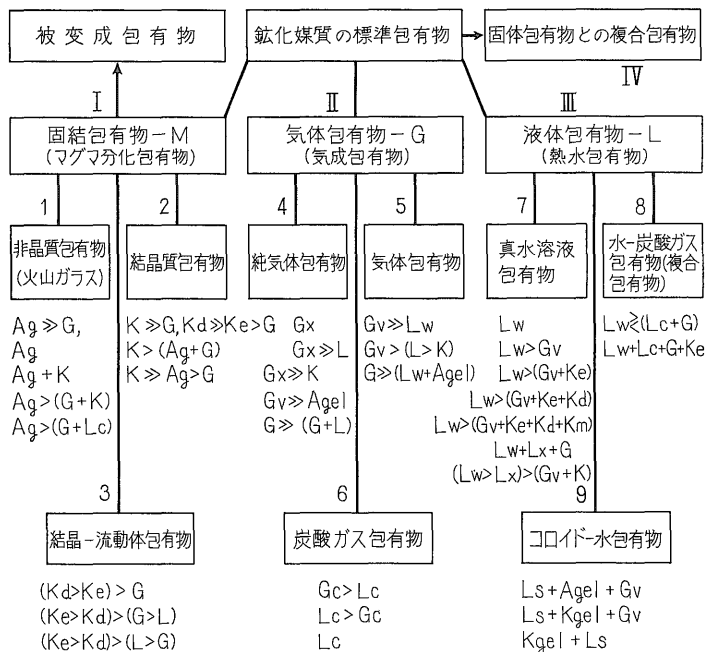 被変成包有物
鉱化媒質の標準包有物
固体包有物との複合包有物
I
II
III
IV
固結包有物-M
(マグマ分化包有物)
気体包有物-G
(気成包有物)
液体包有物-L
(熱水包有物)
1
2
4
5
7
8
非晶質包有物
(火山ガラス)
結晶質包有物
純気体包有物
気体包有物
真水溶液
包有物
水-炭酸ガス
包有物(複合
包有物)
Ag≫G,
Ag
Ag+K
Ag>(G+K)
Ag>(G+Lc)
K≫G,Kd≫Ke>G
K>(Ag+G)
K≫Ag>G
Gx
Gx≫L
Gx≫K
Gv≫Agel
G≫(G+L)
Gv≫Lw
Gv>(L>K)
G≫(Lw+Agel)
Lw
Lw>Gv
Lw>(Gv+Ke)
Lw>(Gv+Ke+Kd)
Lw>(Gv+Ke+Kd+Km)
Lw+Lx+G
(Lw>Lx)>(Gv+K)
Lw≷(Lc+G)
Lw+Lc+G+Ke
3
6
9
結晶-流動体包有物
炭酸ガス包有物
コロイド-水包有物
(Kd>Ke)>G
(Ke>Kd)>(G>L)
(Ke>Kd)>(L>G)
Gc>Lc
Lc>Gc
Lc
Ls+Agel+Gv
Ls+Kgel+Gv
Kgel+Ls